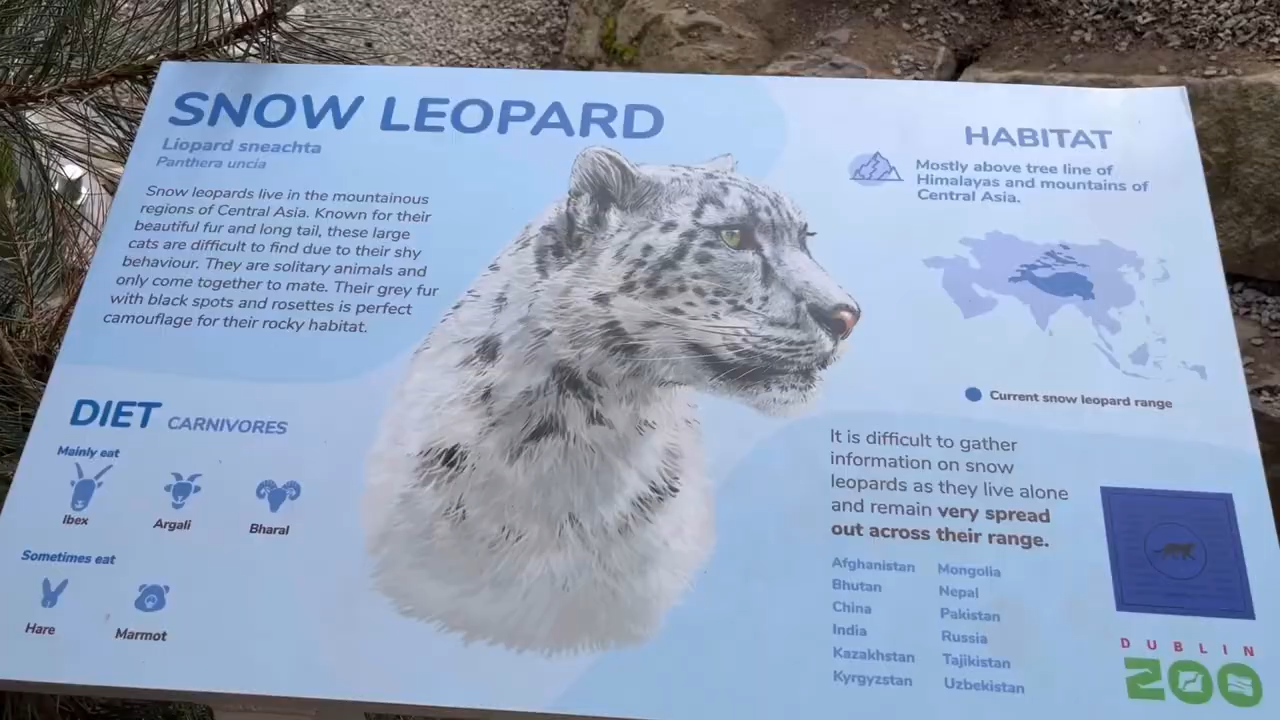 SNOW LEOPARD
Liopard sneachta
Panthera uncia
Snow leopards live in the mountainous
regions of Central Asia. Known for their
beautiful fur and long tail, these large
cats are difficult to find due to their shy
behaviour. They are solitary animals and
only come together to mate. Their grey fur
with black spots and rosettes is perfect
camouflage for their rocky habitat.
DIET CARNIVORES
Mainly eat
Ibex
Argali
Bharal
Sometimes eat
Hare
Marmot
HABITAT
Mostly above tree line of
Himalayas and mountains of
Central Asia.
Current snow leopard range
It is difficult to gather
information on snow
leopards as they live alone
and remain very spread
out across their range.
Afghanistan
Bhutan
China
India
Kazakhstan
Kyrgyzstan
Mongolia
Nepal
Pakistan
Russia
Tajikistan
Uzbekistan
DUBLIN
ZOO